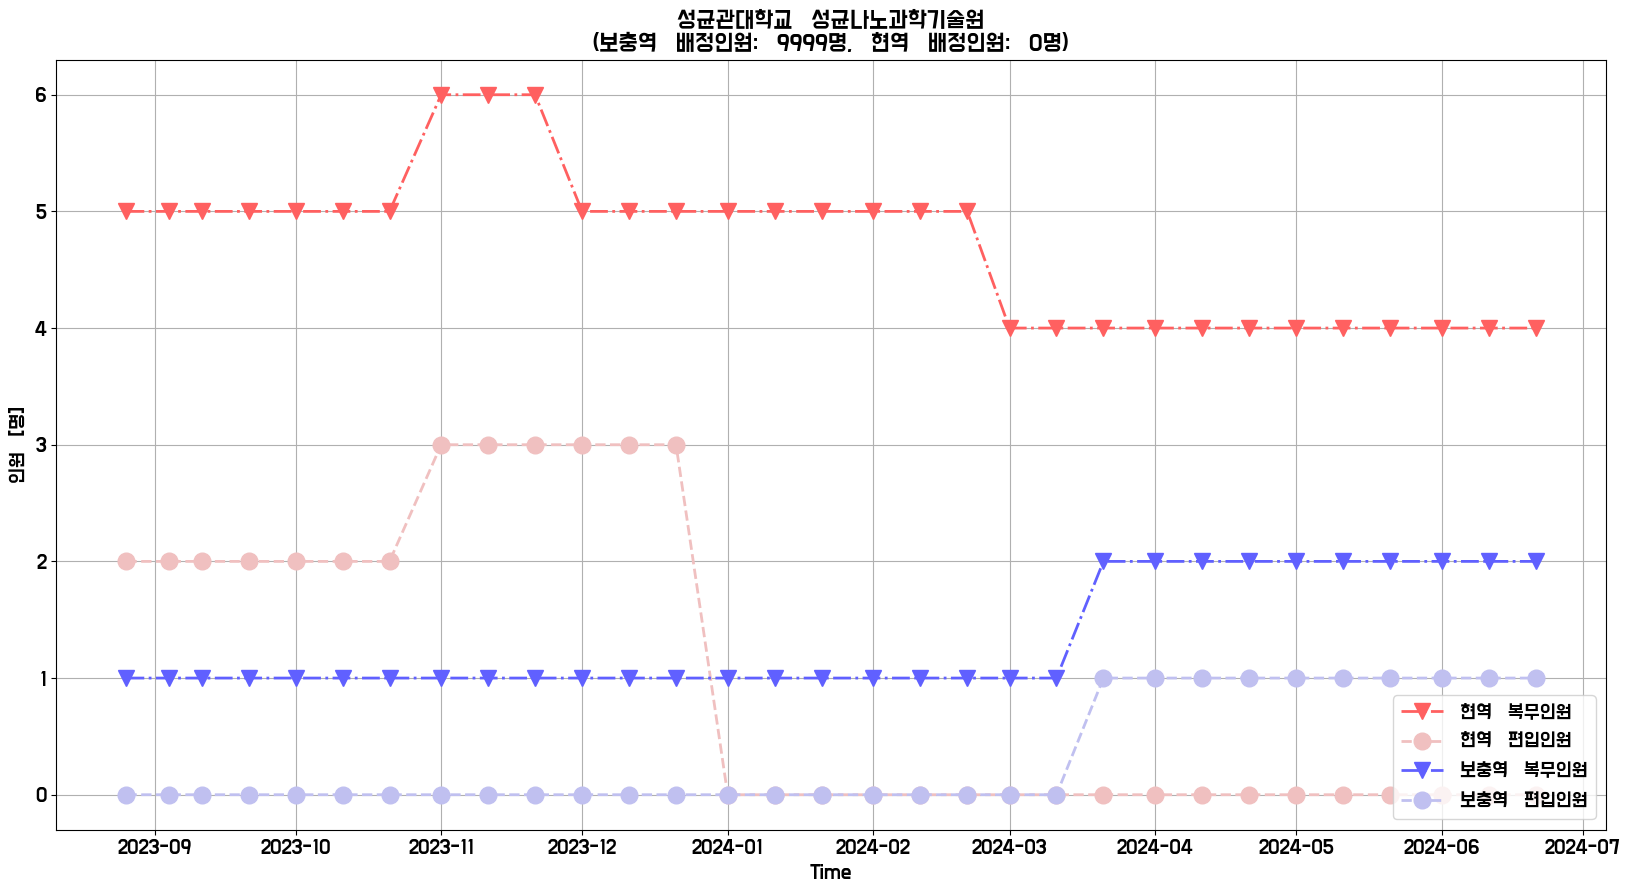 성균관대학교 성균나노과학기술원
(보충역 배정인원: 9999명, 현역 배정인원: 0명)
6
5
4
3
2
1
0
인원 [명]
현역 복무인원
현역 편입인원
보충역 복무인원
보충역 편입인원
2023-09 2023-10 2023-11 2023-12 2024-01 2024-02 2024-03 2024-04 2024-05 2024-06 2024-07
Time